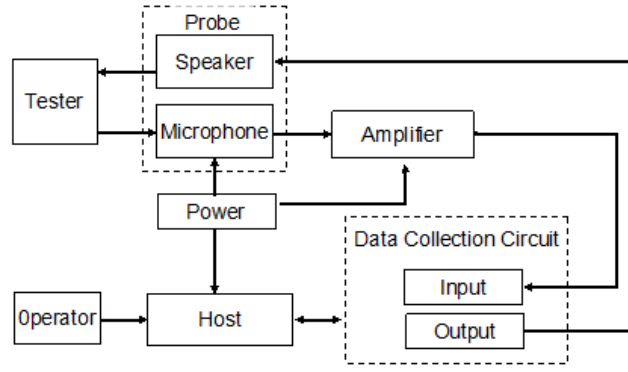 Probe
Speaker
Tester
Microphone
Amplifier
Power
Data Collection Circuit
Input
0perator
Host
Output